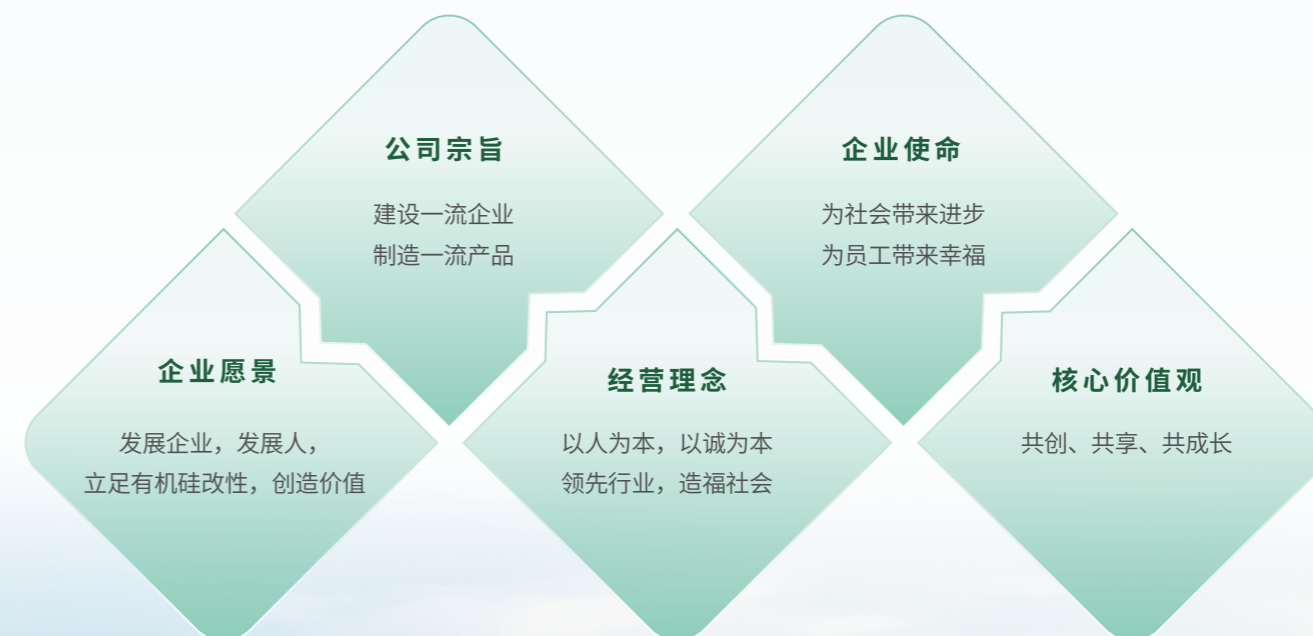 公司宗旨
建设一流企业
制造一流产品
企业使命
为社会带来进步
为员工带来幸福
企业愿景
发展企业，发展人，
立足有机硅改性，创造价值
经营理念
以人为本，以诚为本
领先行业，造福社会
核心价值观
共创、共享、共成长